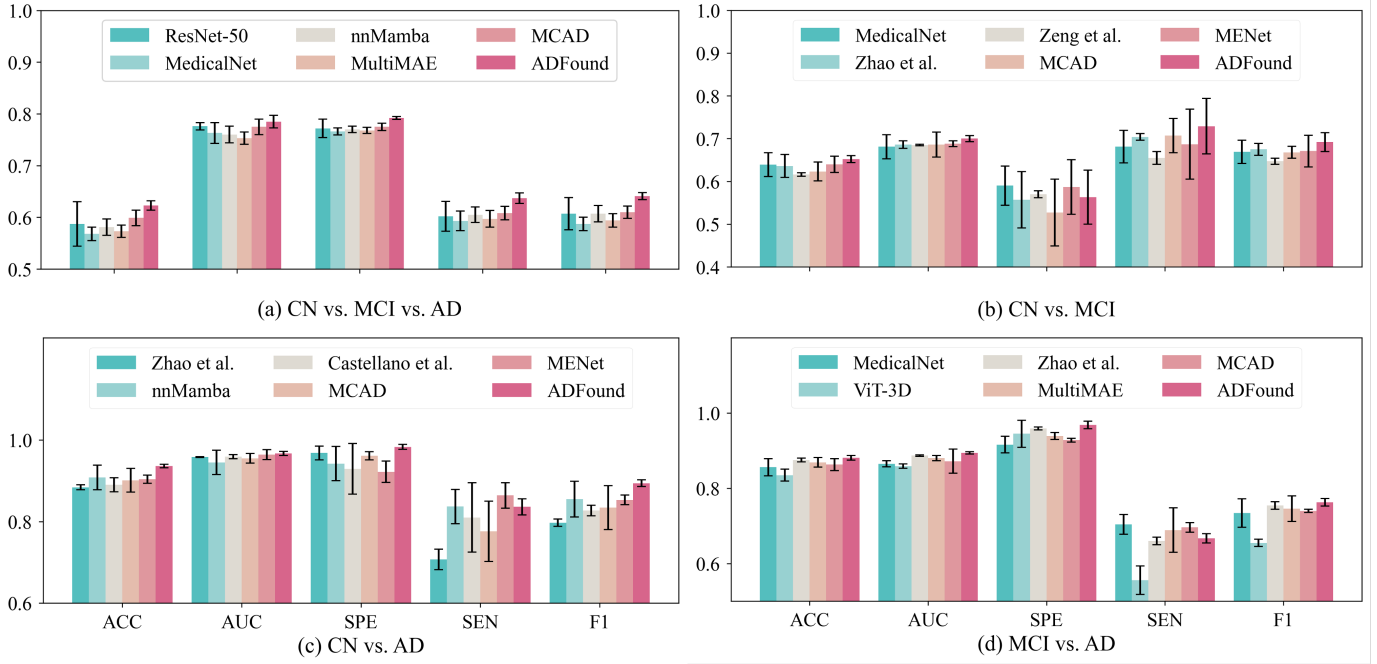 1.0
0.9
0.8
0.7
0.6
0.5
ResNet-50 nnMamba MCAD
MedicalNet MultiMAE ADFound
(a) CN vs. MCI vs. AD
1.0
0.9
0.8
0.7
0.6
0.5
0.4
MedicalNet Zeng et al. MENet
Zhao et al. MCAD ADFound
(b) CN vs. MCI
1.0
0.8
0.6
Zhao et al. Castellano et al. MENet
nnMamba MCAD ADFound
ACC AUC SPE SEN F1
(c) CN vs. AD
1.0
0.8
0.6
MedicalNet Zhao et al. MCAD
ViT-3D MultiMAE ADFound
ACC AUC SPE SEN F1
(d) MCI vs. AD